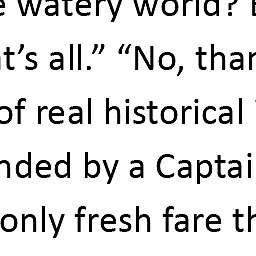 watery world?
t's all.” “No, than
of real historical
nded by a Captai
only fresh fare th